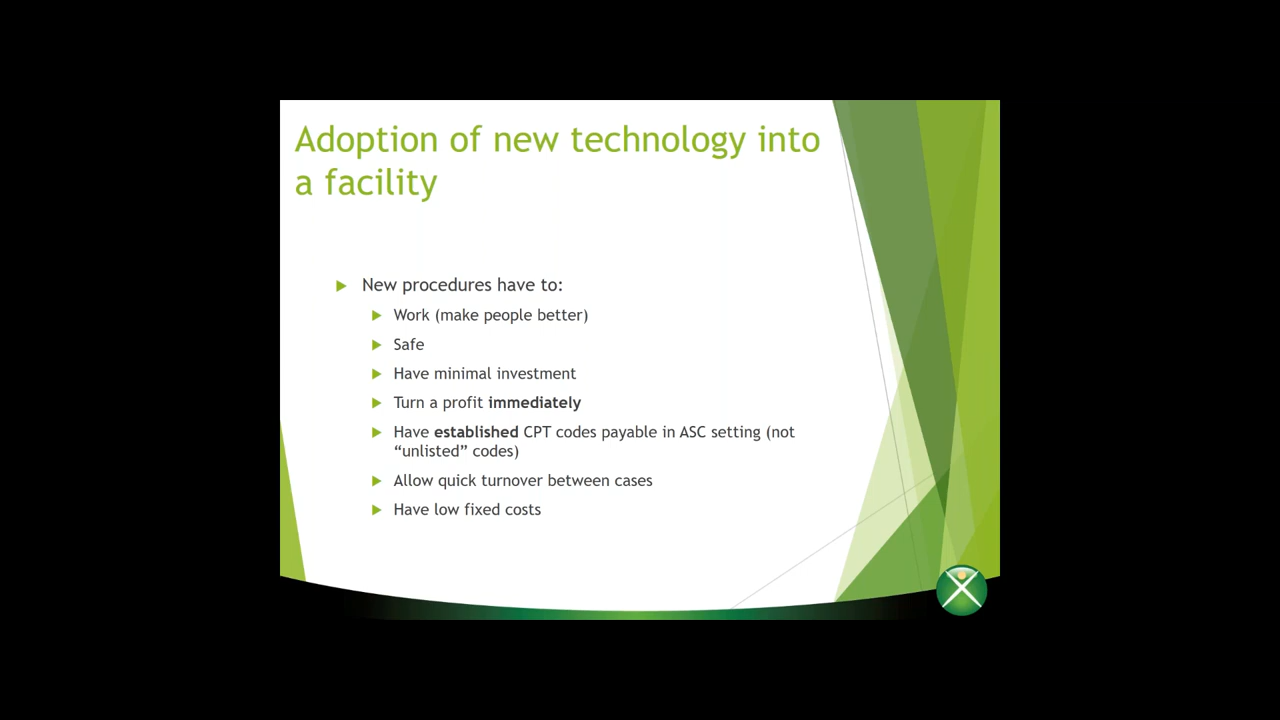 Adoption of new technology into
a facility
New procedures have to:
Work (make people better)
Safe
Have minimal investment
Turn a profit immediately
Have established CPT codes payable in ASC setting (not
“unlisted” codes)
Allow quick turnover between cases
Have low fixed costs